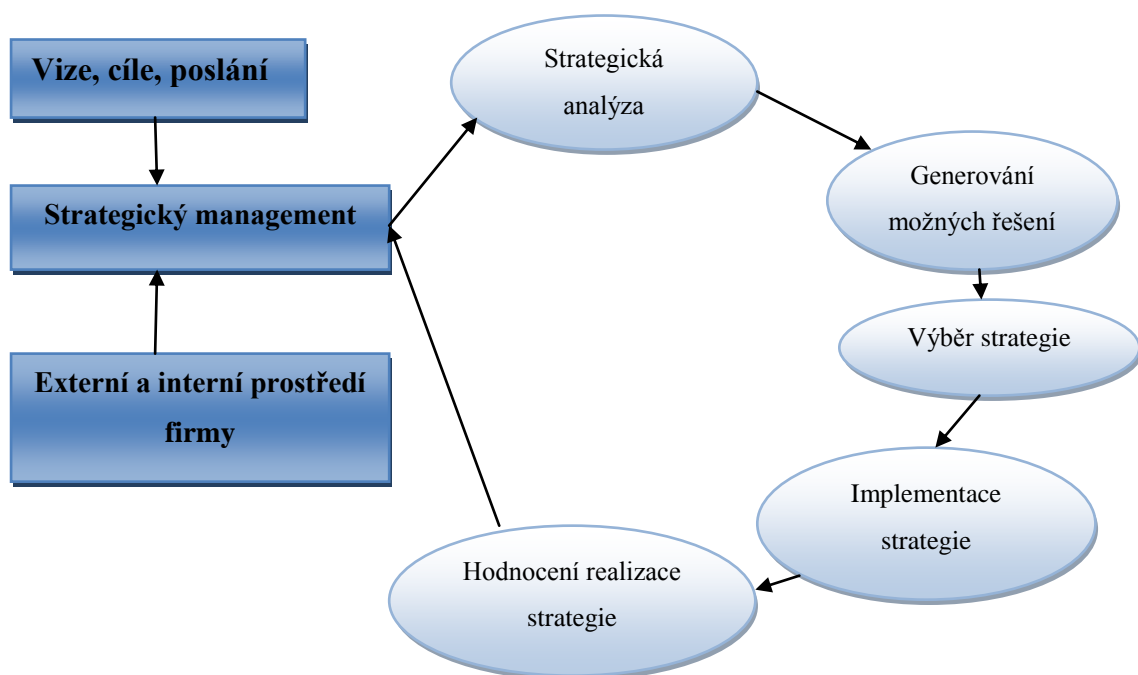 Vize, cíle, poslání
Strategický management
Externí a interní prostředí
firmy
Strategická
analýza
Generování
možných řešení
Výběr strategie
Implementace
strategie
Hodnocení realizace
strategie